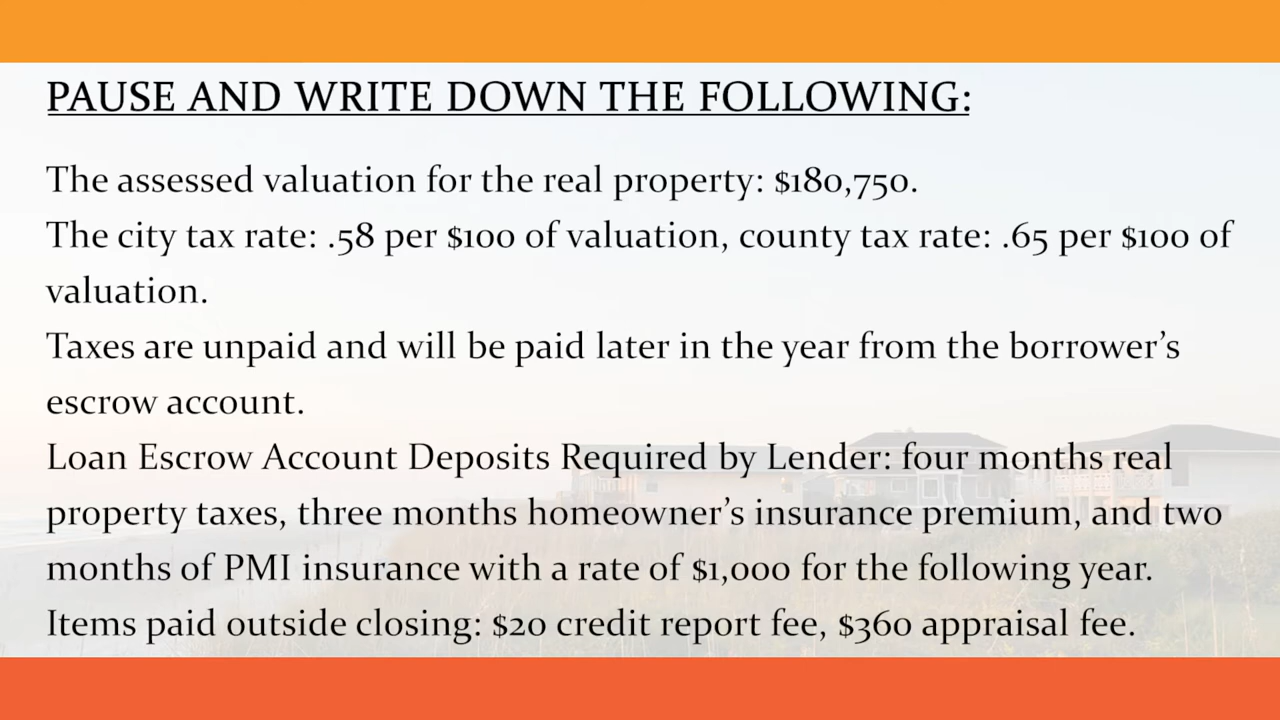 PAUSE AND WRITE DOWN THE FOLLOWING:
The assessed valuation for the real property: $180,750.
The city tax rate: .58 per $100 of valuation, county tax rate: .65 per $100 of
valuation.
Taxes are unpaid and will be paid later in the year from the borrower’s
escrow account.
Loan Escrow Account Deposits Required by Lender: four months real
property taxes, three months homeowner’s insurance premium, and two
months of PMI insurance with a rate of $1,000 for the following year.
Items paid outside closing: $20 credit report fee, $360 appraisal fee.